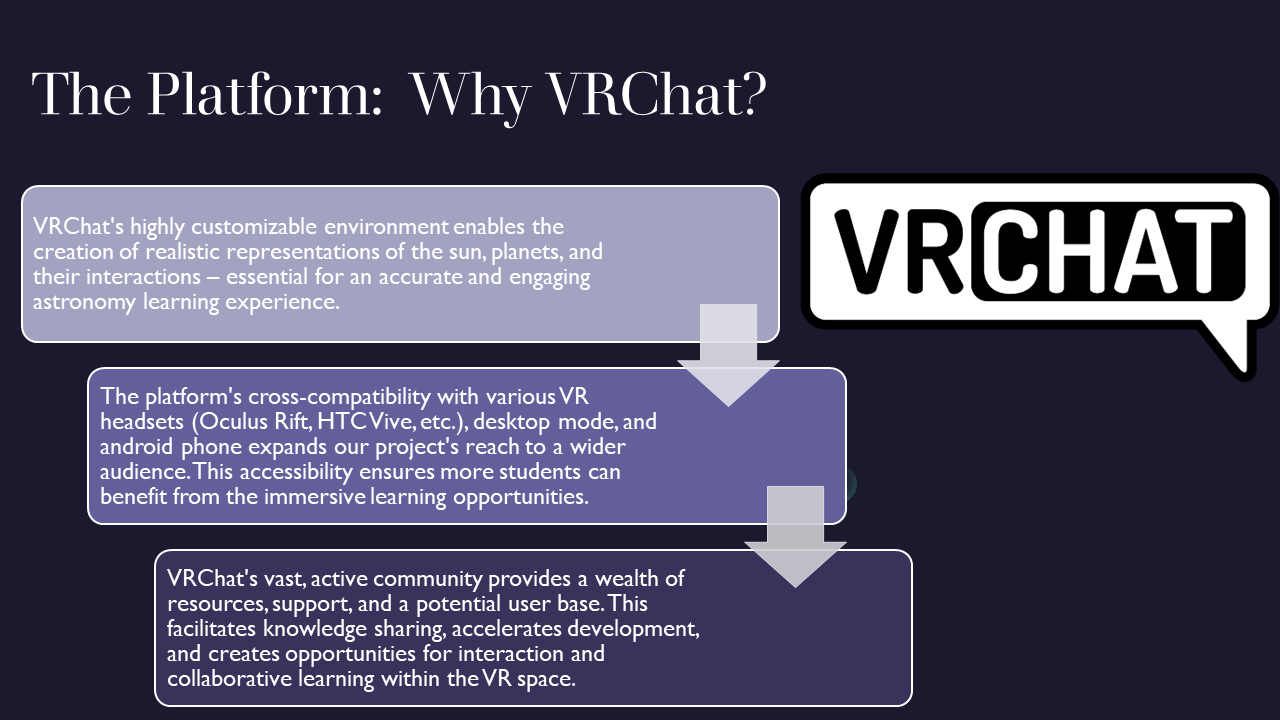 The Platform: Why VRChat?
VRChat's highly customizable environment enables the
creation of realistic representations of the sun, planets, and
their interactions – essential for an accurate and engaging
astronomy learning experience.
VRCHAT
The platform's cross-compatibility with various VR
headsets (Oculus Rift, HTC Vive, etc.), desktop mode, and
android phone expands our project's reach to a wider
audience. This accessibility ensures more students can
benefit from the immersive learning opportunities.
VRChat's vast, active community provides a wealth of
resources, support, and a potential user base. This
facilitates knowledge sharing, accelerates development,
and creates opportunities for interaction and
collaborative learning within the VR space.